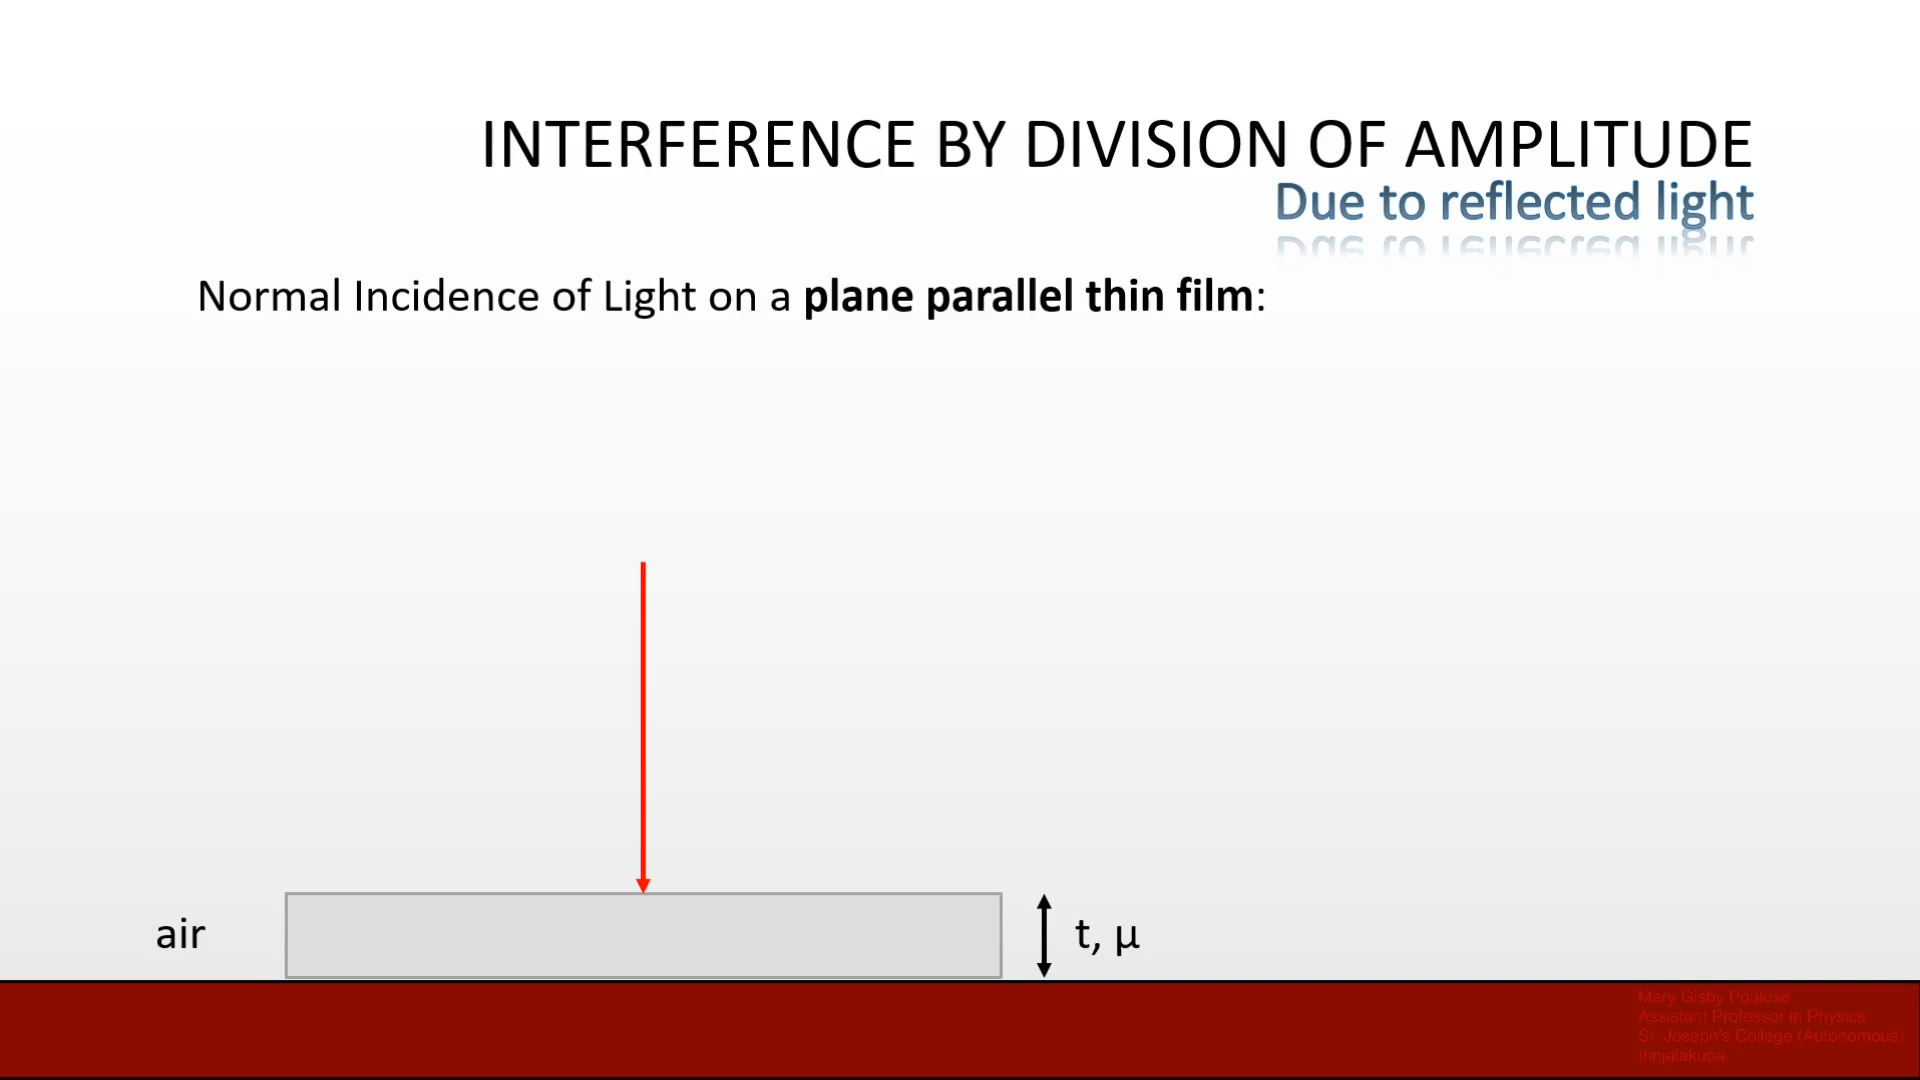 INTERFERENCE BY DIVISION OF AMPLITUDE
Due to reflected light
Normal Incidence of Light on a plane parallel thin film:
air
t, μ
Mary Gisby Poulose
Assistant Professor in Physics
St. Joseph's College (Autonomous)
Irinjalakuda